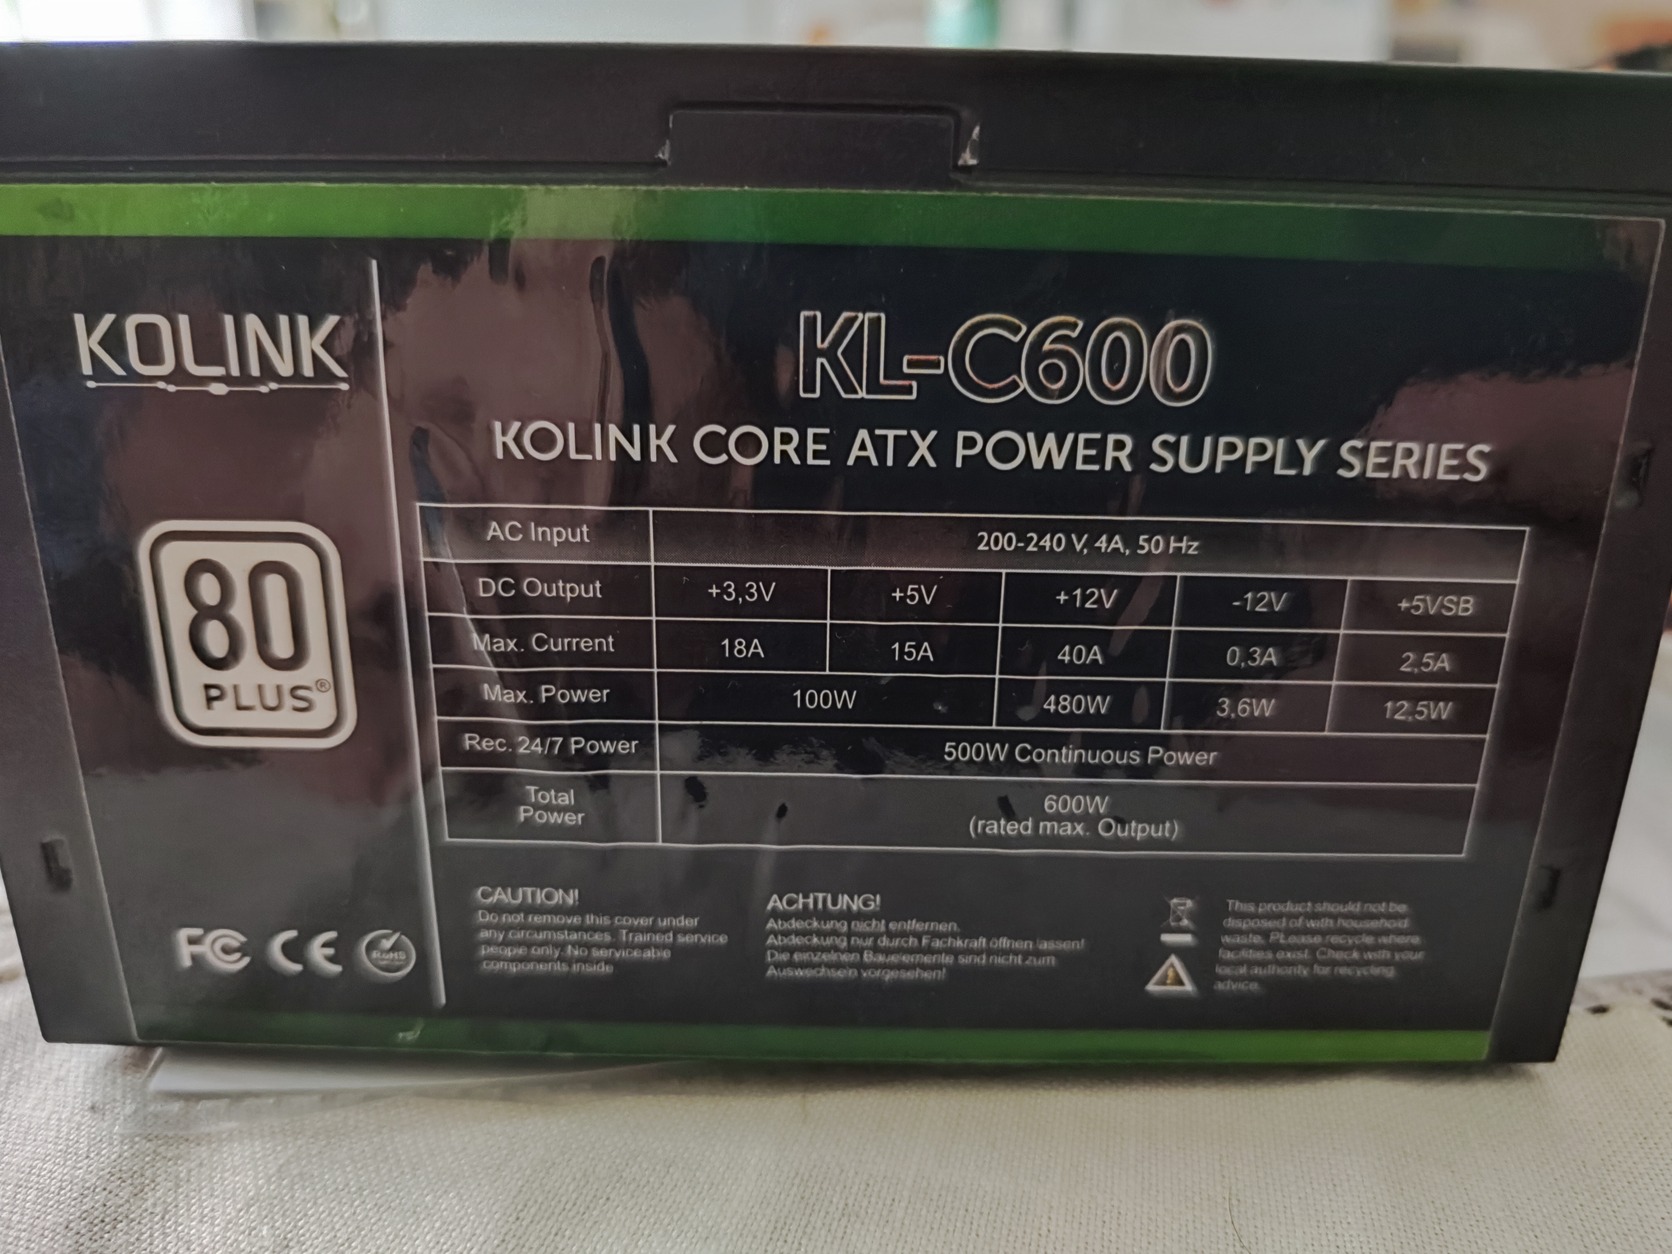 KOLINK
KL-C600
KOLINK CORE ATX POWER SUPPLY SERIES
80
PLUS®
AC Input 200-240 V, 4A, 50 Hz
DC Output +3,3V +5V +12V -12V +5VSB
Max. Current 18A 15A 40A 0,3A 2,5A
Max. Power 100W 480W 3,6W 12,5W
Rec. 24/7 Power 500W Continuous Power
Total
Power
600W
(rated max. Output)
FC CE RoHS
CAUTION!
Do not remove this cover under
any circumstances. Trained service
people only. No serviceable
components inside
ACHTUNG!
Abdeckung nicht entfernen.
Abdeckung nur durch Fachkraft öffnen lassen!
Die einzelnen Bauelemente sind nicht zum
Auswechseln vorgesehen!
This product should not be
disposed of with household
waste. PLease recycle where
facilities exist. Check with your
local authority for recycling
advice.